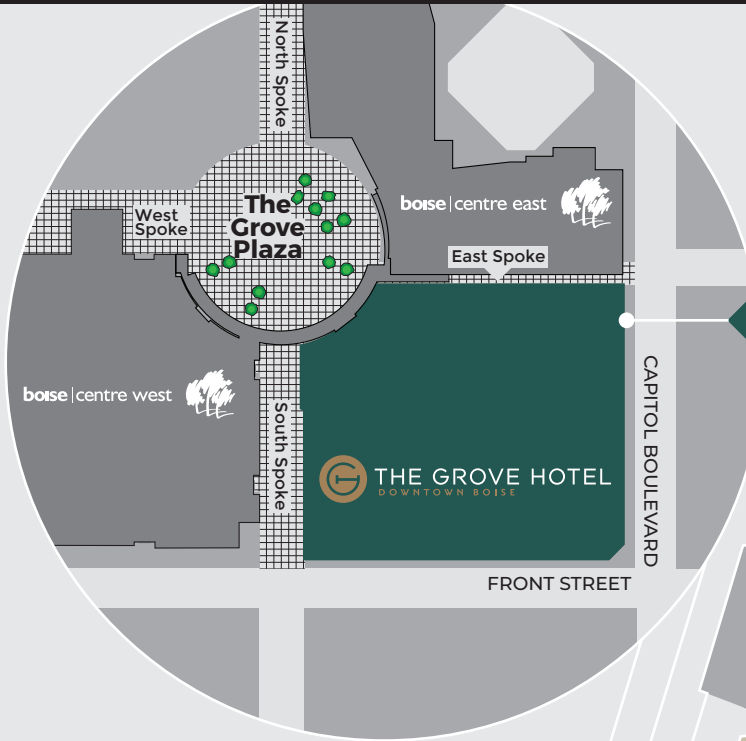 North Spoke
The
Grove
Plaza
West
Spoke
boise|centre east
East Spoke
boise|centre west
South Spoke
THE GROVE HOTEL
DOWNTOWN BOISE
CAPITOL BOULEVARD
FRONT STREET